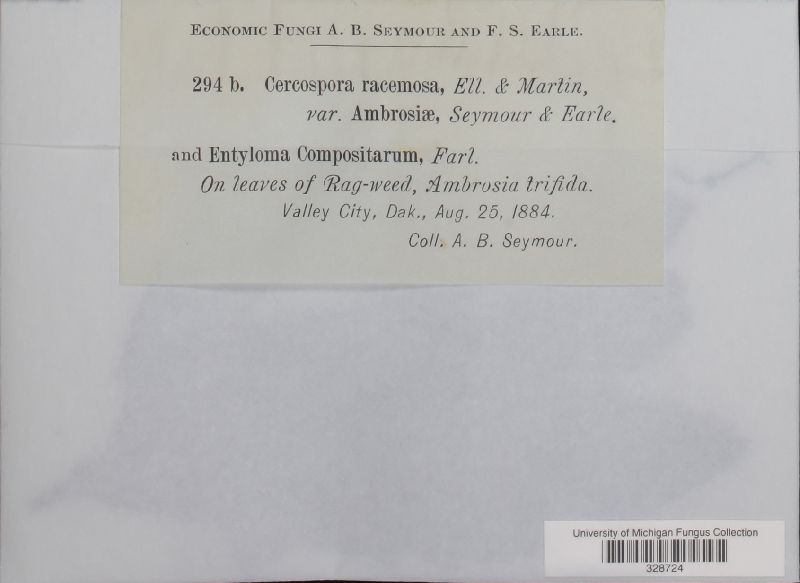 Economic Fungi A. B. Seymour and F. S. Earle.
294 b. Cercospora racemosa, Ell. & Martin,
var. Ambrosiæ, Seymour & Earle.
and Entyloma Compositarum, Farl.
On leaves of Rag-weed, Ambrosia trifida.
Valley City, Dak., Aug. 25, 1884.
Coll. A. B. Seymour.
University of Michigan Fungus Collection
328724